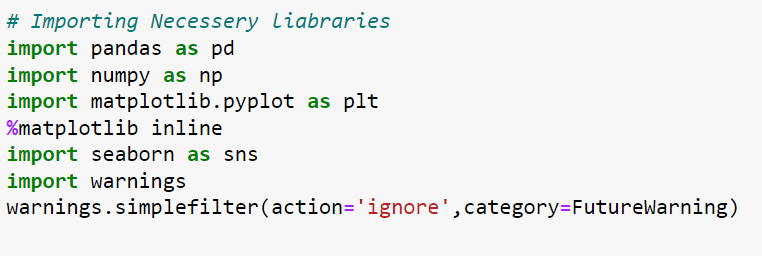 # Importing Necessery liabraries
import pandas as pd
import numpy as np
import matplotlib.pyplot as plt
%matplotlib inline
import seaborn as sns
import warnings
warnings.simplefilter(action='ignore',category=FutureWarning)